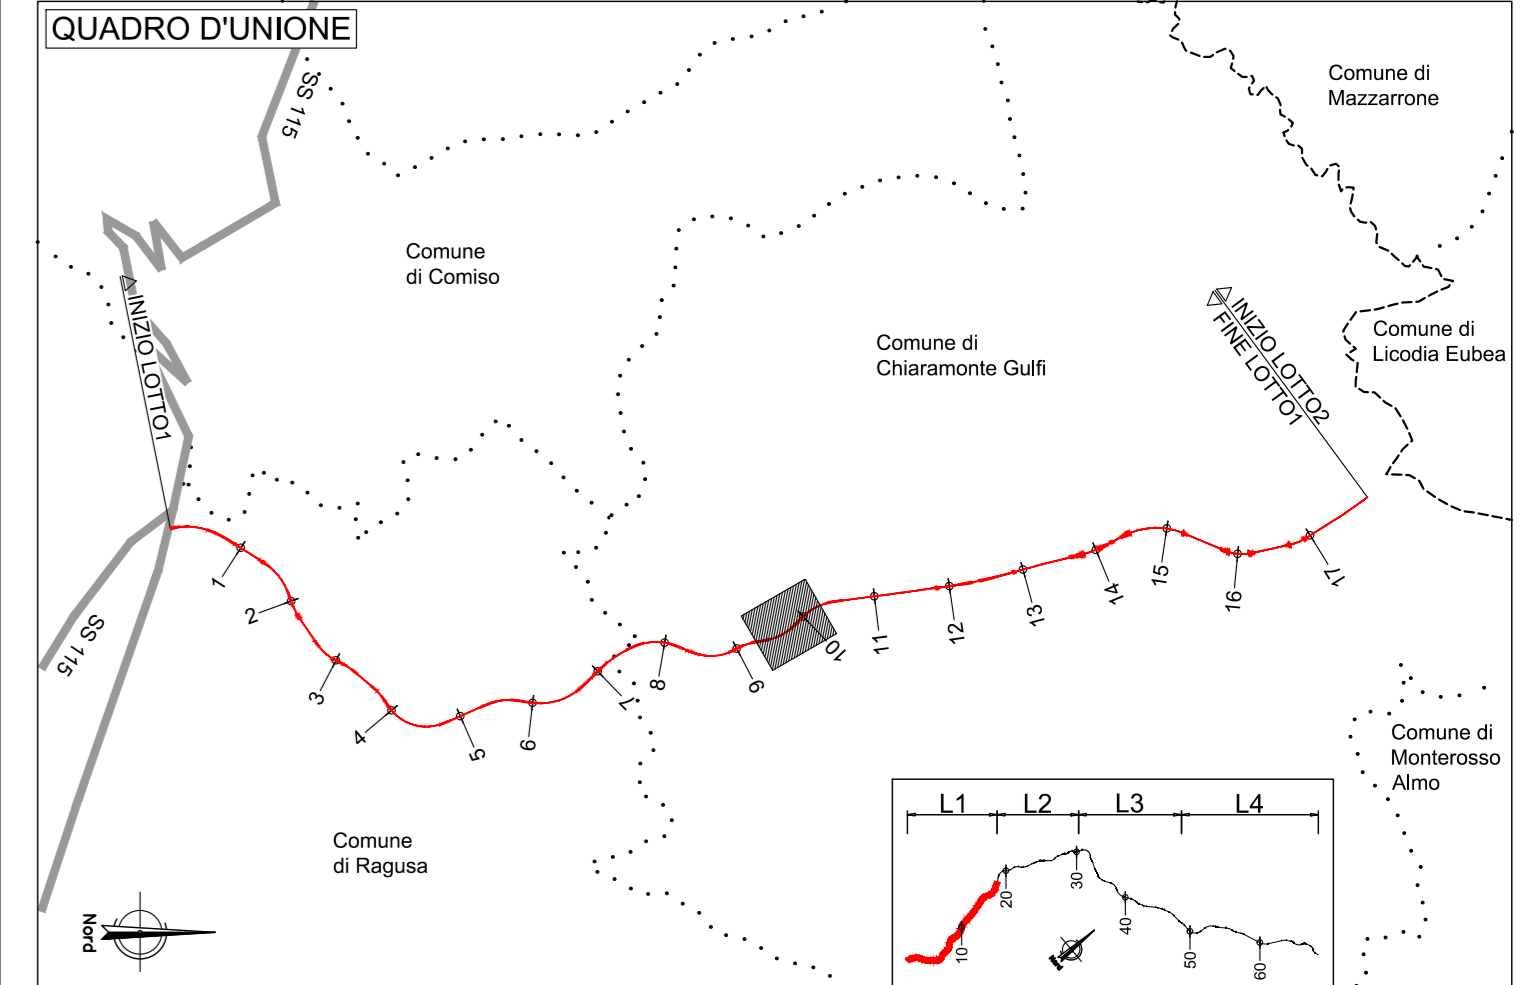 QUADRO D'UNIONE
SS 115
Comune di
Mazzarrone
Comune
di Comiso
INIZIO LOTTO1
Comune di
Chiaramonte Gulfi
INIZIO LOTTO2
FINE LOTTO1
Comune di
Licodia Eubea
1
2
3
4
5
6
7
8
9
10
11
12
13
14
15
16
17
SS 115
Comune di
Monterosso
Almo
Comune
di Ragusa
Nord
L1 L2 L3 L4
10
20
30
40
50
60
Nord